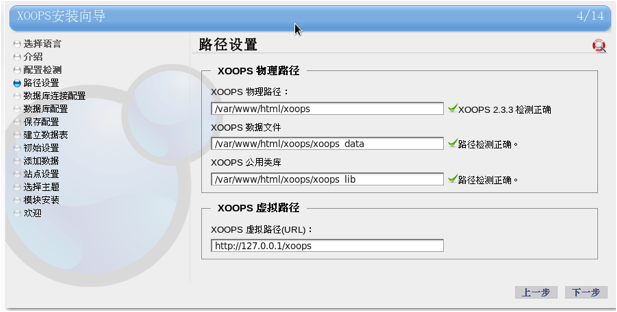 XOOPS安装向导
4/14
选择语言
介绍
配置检测
路径设置
数据库连接配置
数据库配置
保存配置
建立数据表
初始设置
添加数据
站点设置
选择主题
模块安装
欢迎
路径设置
XOOPS 物理路径
XOOPS 物理路径：
/var/www/html/xoops
XOOPS 2.3.3 检测正确
XOOPS 数据文件
/var/www/html/xoops/xoops_data
路径检测正确。
XOOPS 公用类库
/var/www/html/xoops/xoops_lib
路径检测正确。
XOOPS 虚拟路径
XOOPS 虚拟路径(URL)：
http://127.0.0.1/xoops
上一步
下一步